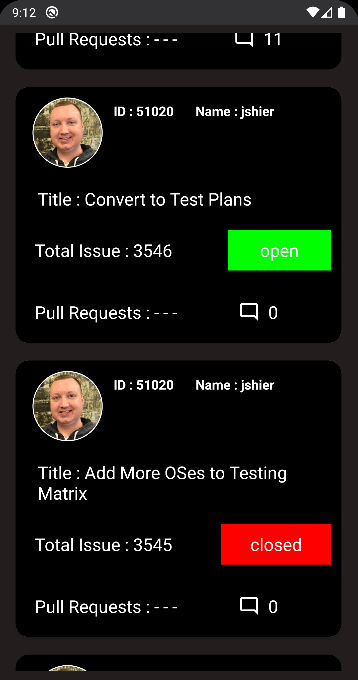 9:12
Pull Requests : - - - 11
ID : 51020 Name : jshier
Title : Convert to Test Plans
Total Issue : 3546 open
Pull Requests : - - - 0
ID : 51020 Name : jshier
Title : Add More OSes to Testing
Matrix
Total Issue : 3545 closed
Pull Requests : - - - 0